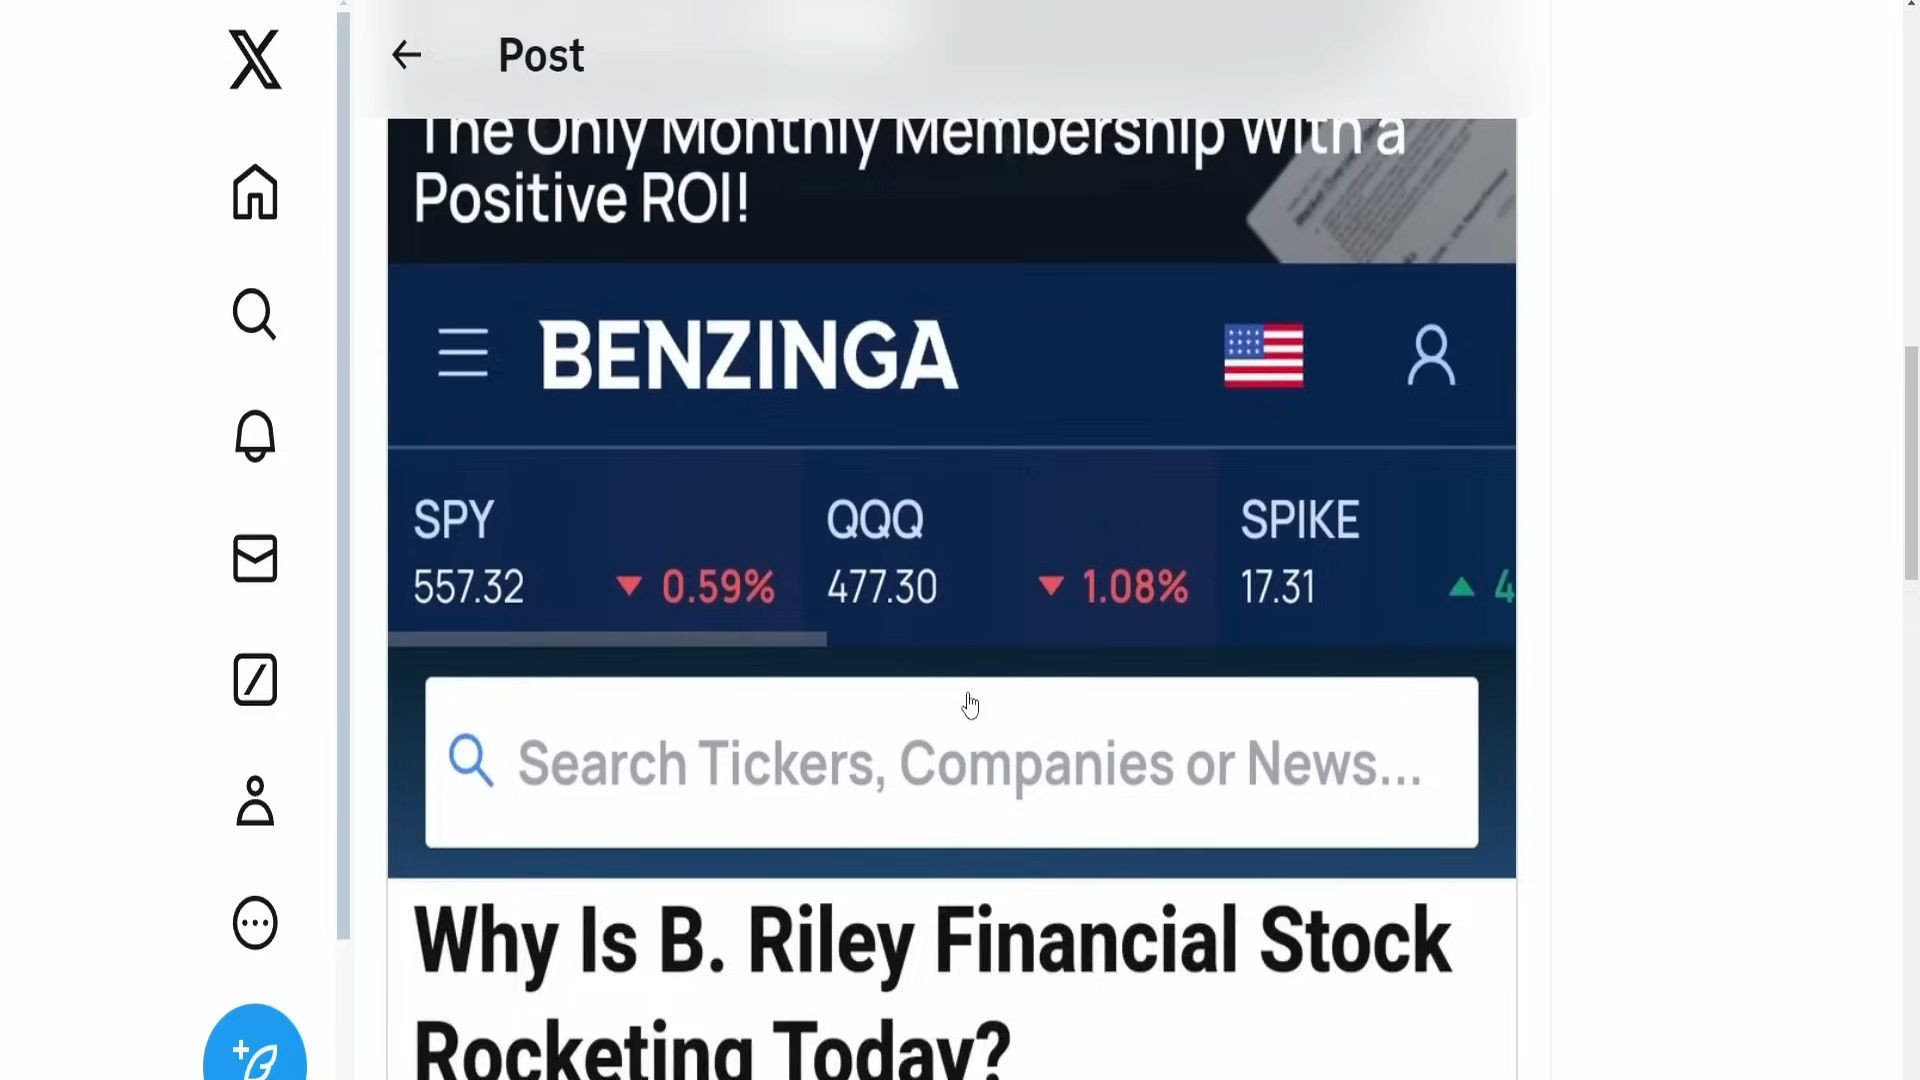 Post
The Only Monthly Membership With a
Positive ROI!
BENZINGA
SPY
557.32 ▼ 0.59%
QQQ
477.30 ▼ 1.08%
SPIKE
17.31 ▲ 4
Search Tickers, Companies or News...
Why Is B. Riley Financial Stock
Rocketing Today?